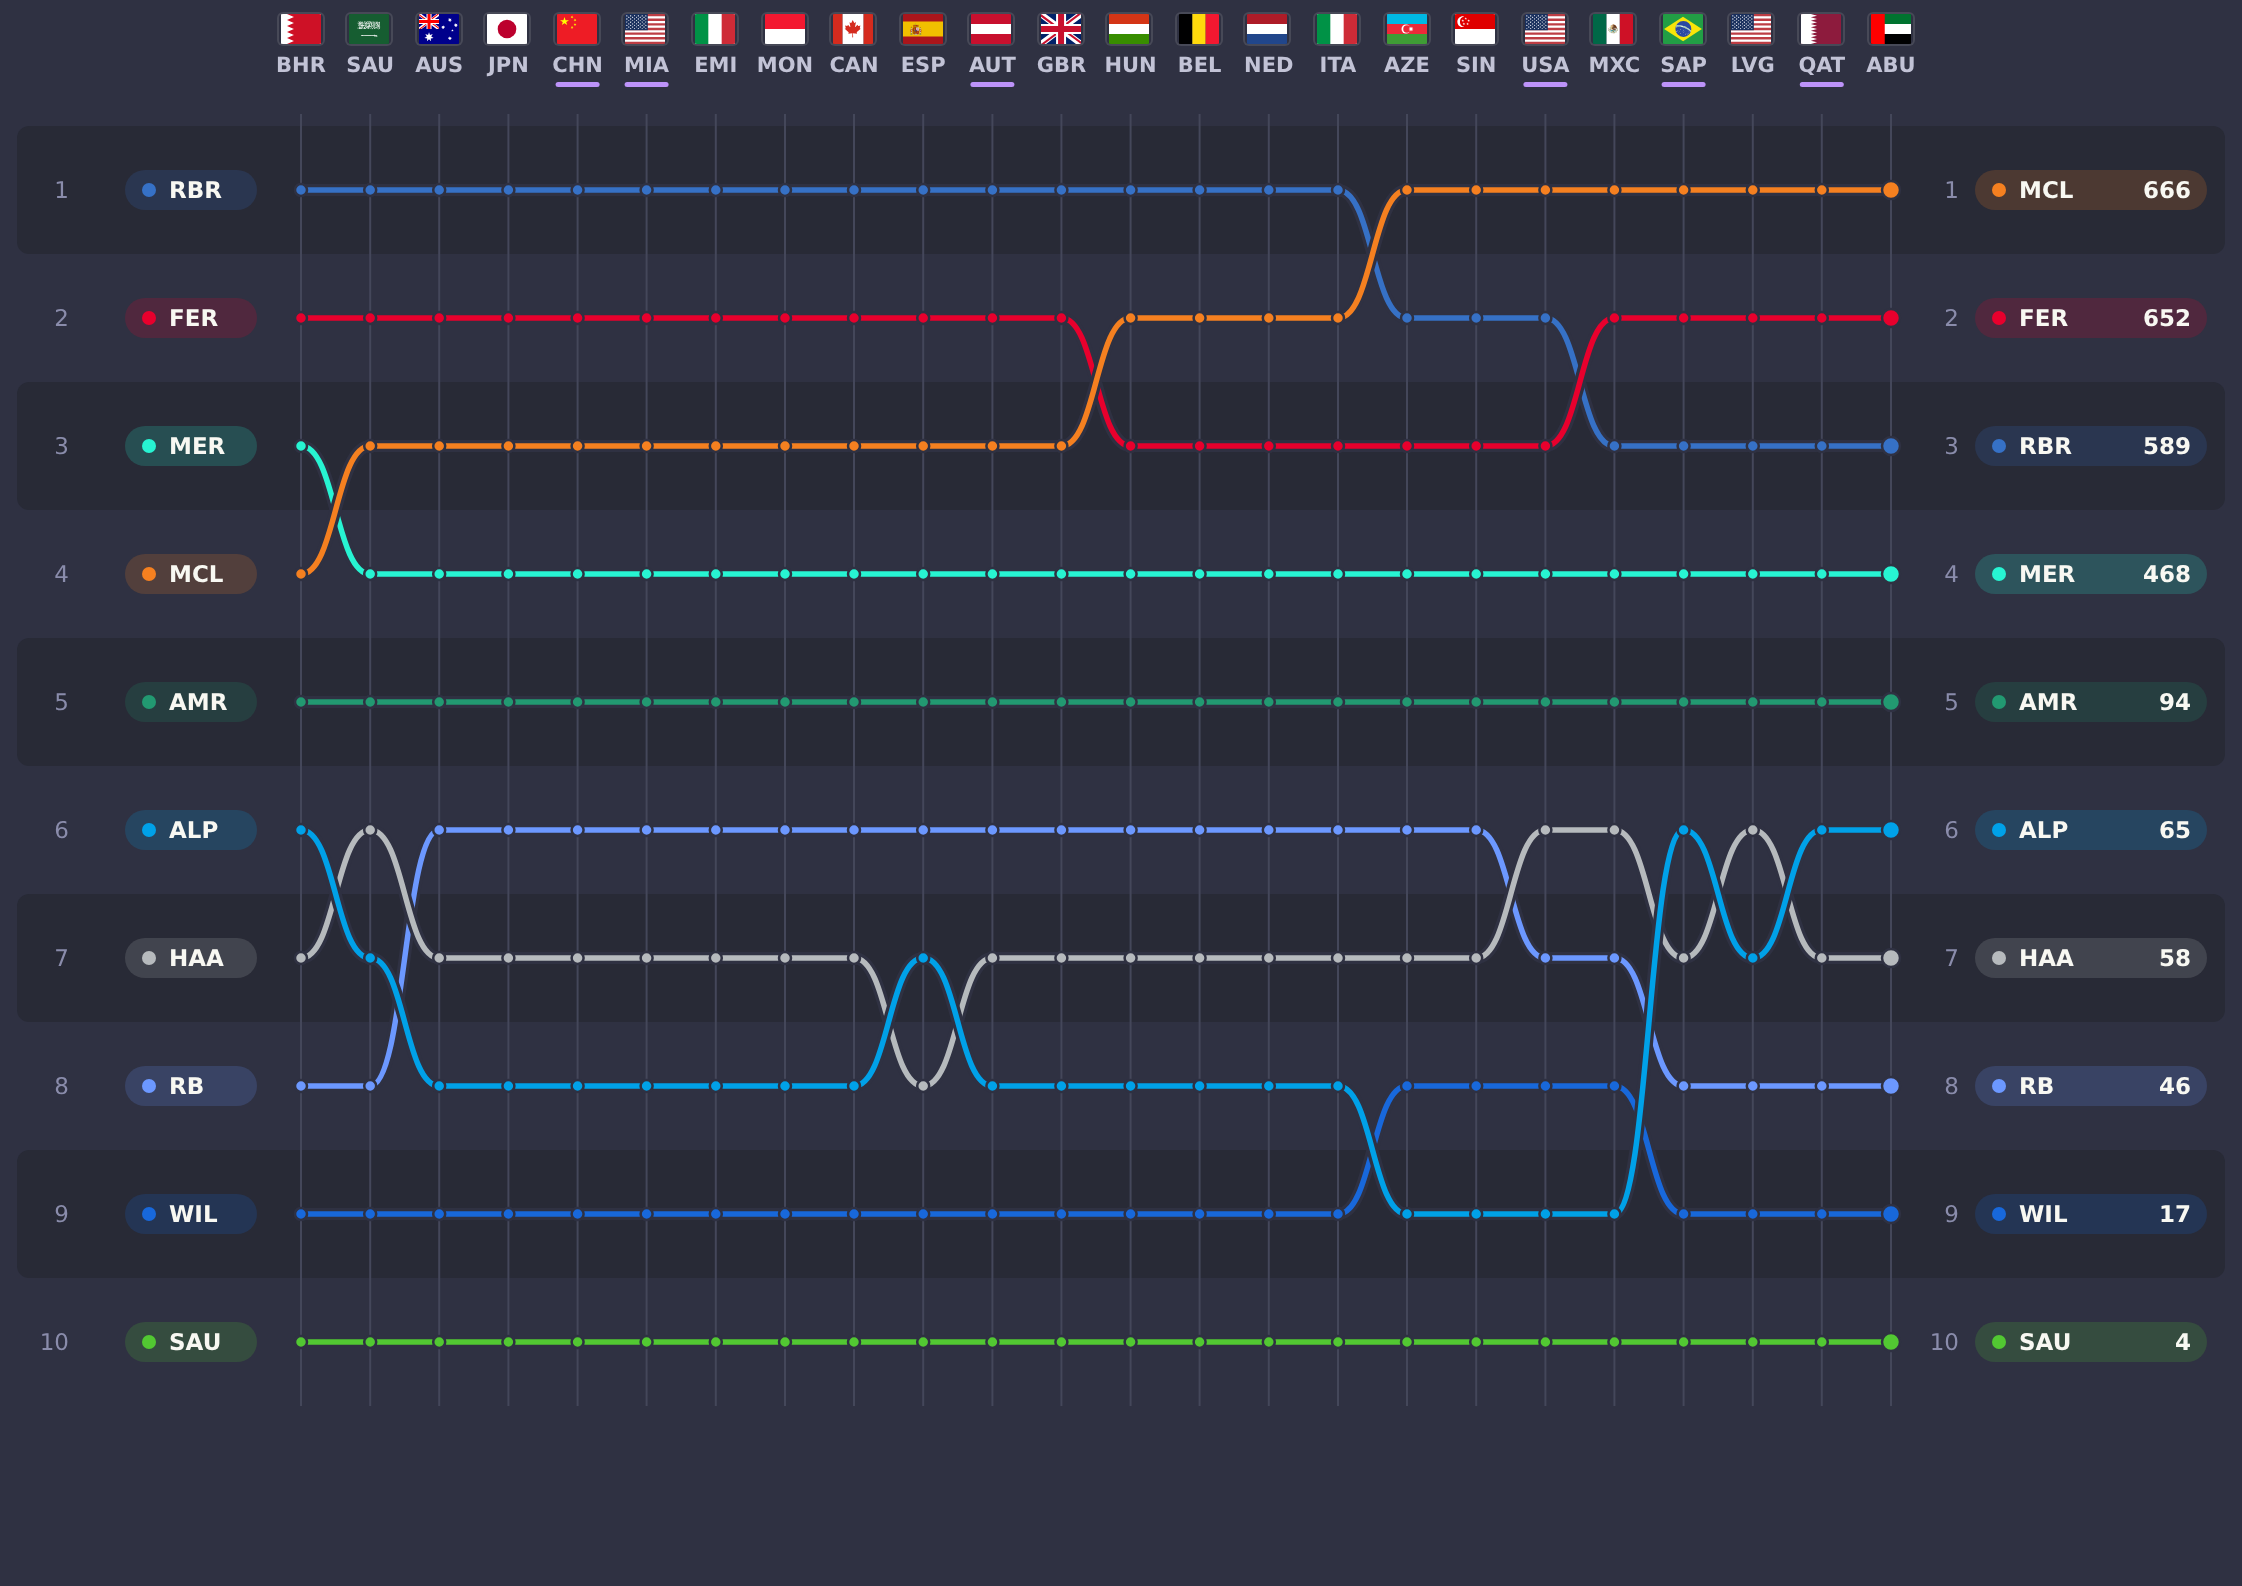 BHR SAU AUS JPN CHN MIA EMI MON CAN ESP AUT GBR HUN BEL NED ITA AZE SIN USA MXC SAP LVG QAT ABU
1 RBR 1 MCL 666
2 FER 2 FER 652
3 MER 3 RBR 589
4 MCL 4 MER 468
5 AMR 5 AMR 94
6 ALP 6 ALP 65
7 HAA 7 HAA 58
8 RB 8 RB 46
9 WIL 9 WIL 17
10 SAU 10 SAU 4